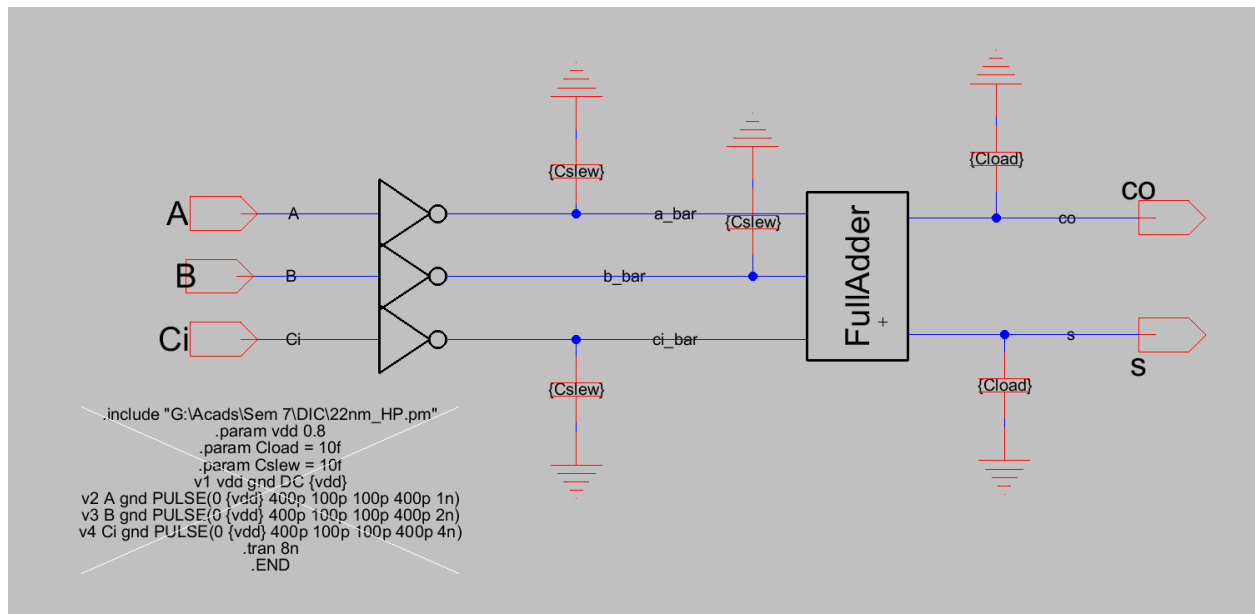 {Cslew}
{Cload}
A
A
a_bar
{Cslew}
co
co
B
B
b_bar
FullAdder
+
Ci
Ci
ci_bar
s
s
{Cslew}
{Cload}
.include "G:\Acads\Sem 7\DIC\22nm_HP.pm"
.param vdd 0.8
.param Cload = 10f
.param Cslew = 10f
v1 vdd gnd DC {vdd}
v2 A gnd PULSE(0 {vdd} 400p 100p 100p 400p 1n)
v3 B gnd PULSE(0 {vdd} 400p 100p 100p 400p 2n)
v4 Ci gnd PULSE(0 {vdd} 400p 100p 100p 400p 4n)
.tran 8n
.END